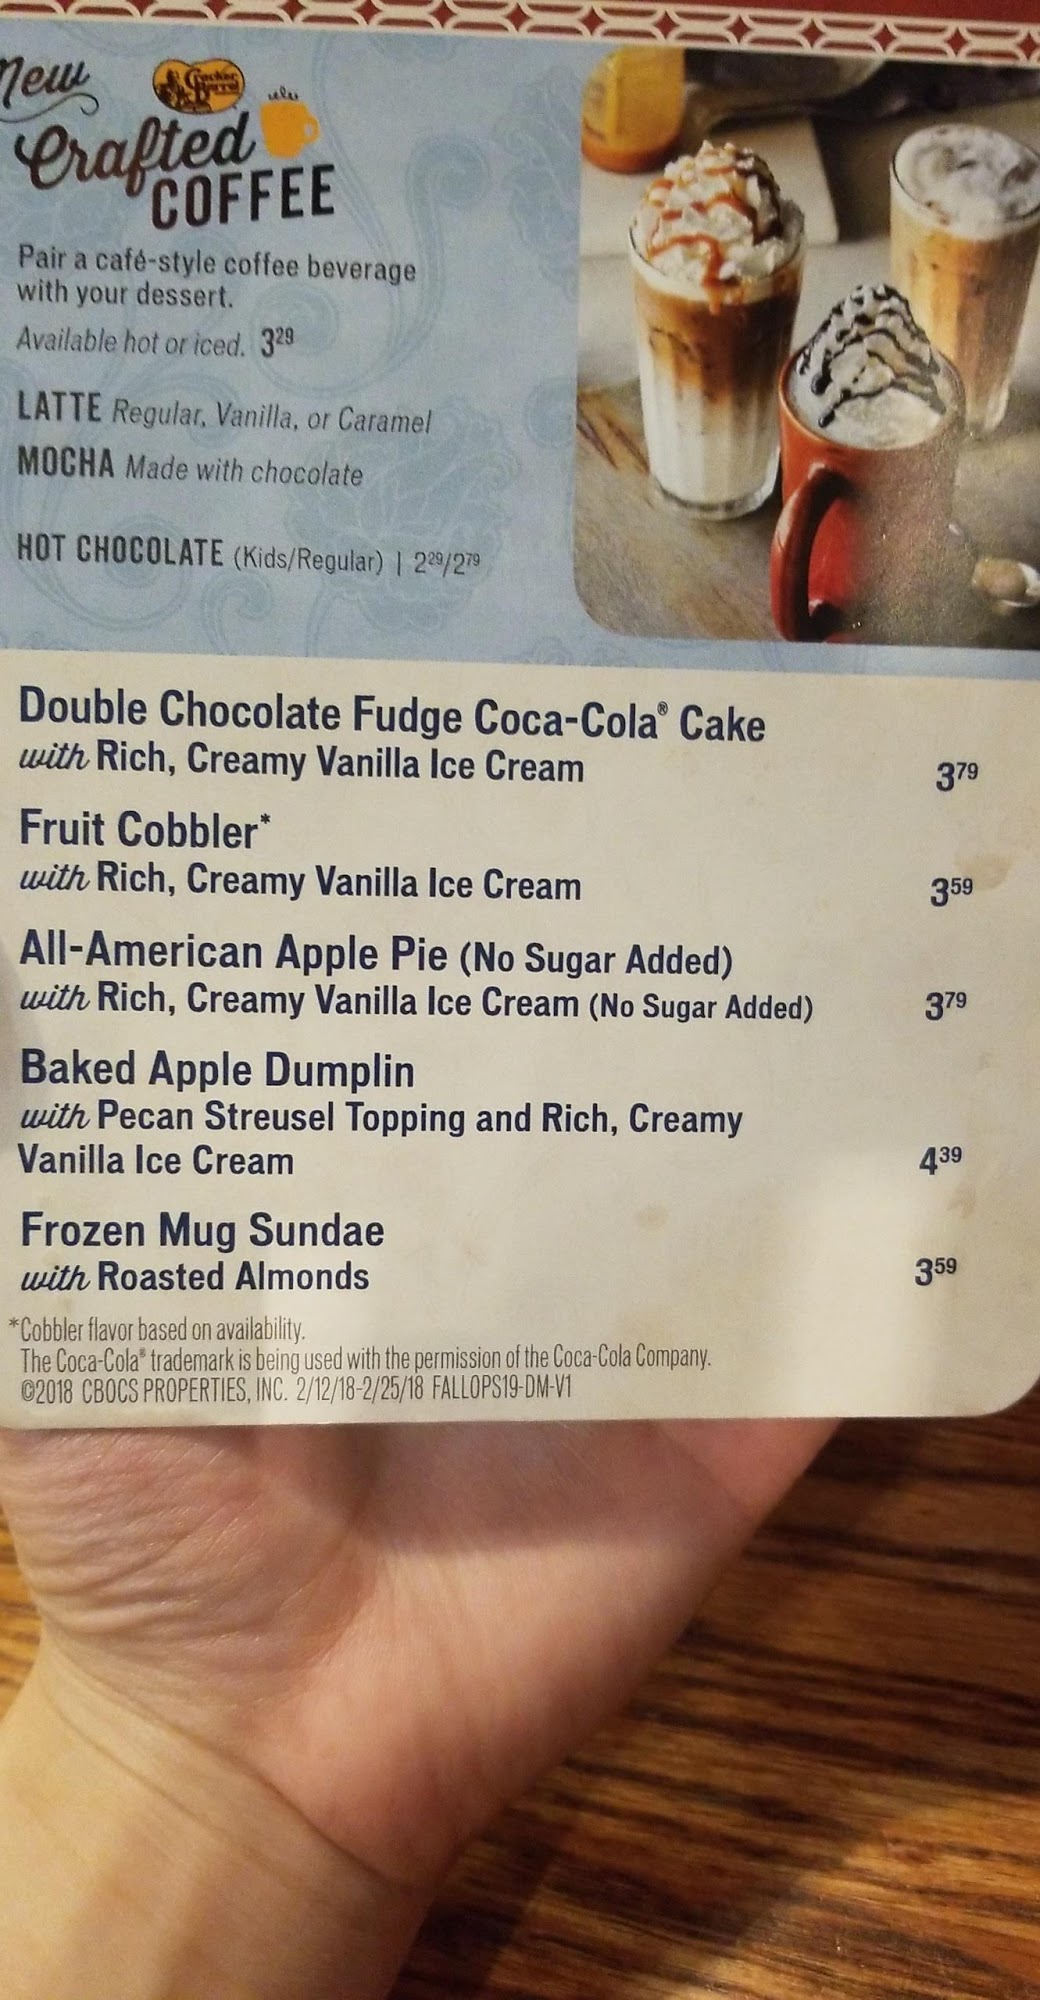 New
Cracker Barrel
Crafted
COFFEE
Pair a café-style coffee beverage
with your dessert.
Available hot or iced. 3²⁹
LATTE Regular, Vanilla, or Caramel
MOCHA Made with chocolate
HOT CHOCOLATE (Kids/Regular) | 2²⁹/2⁷⁹
Double Chocolate Fudge Coca-Cola® Cake
with Rich, Creamy Vanilla Ice Cream 3⁷⁹
Fruit Cobbler*
with Rich, Creamy Vanilla Ice Cream 3⁵⁹
All-American Apple Pie (No Sugar Added)
with Rich, Creamy Vanilla Ice Cream (No Sugar Added) 3⁷⁹
Baked Apple Dumplin
with Pecan Streusel Topping and Rich, Creamy
Vanilla Ice Cream 4³⁹
Frozen Mug Sundae
with Roasted Almonds 3⁵⁹
*Cobbler flavor based on availability.
The Coca-Cola® trademark is being used with the permission of the Coca-Cola Company.
©2018 CBOCS PROPERTIES, INC. 2/12/18-2/25/18 FALLOPS19-DM-V1